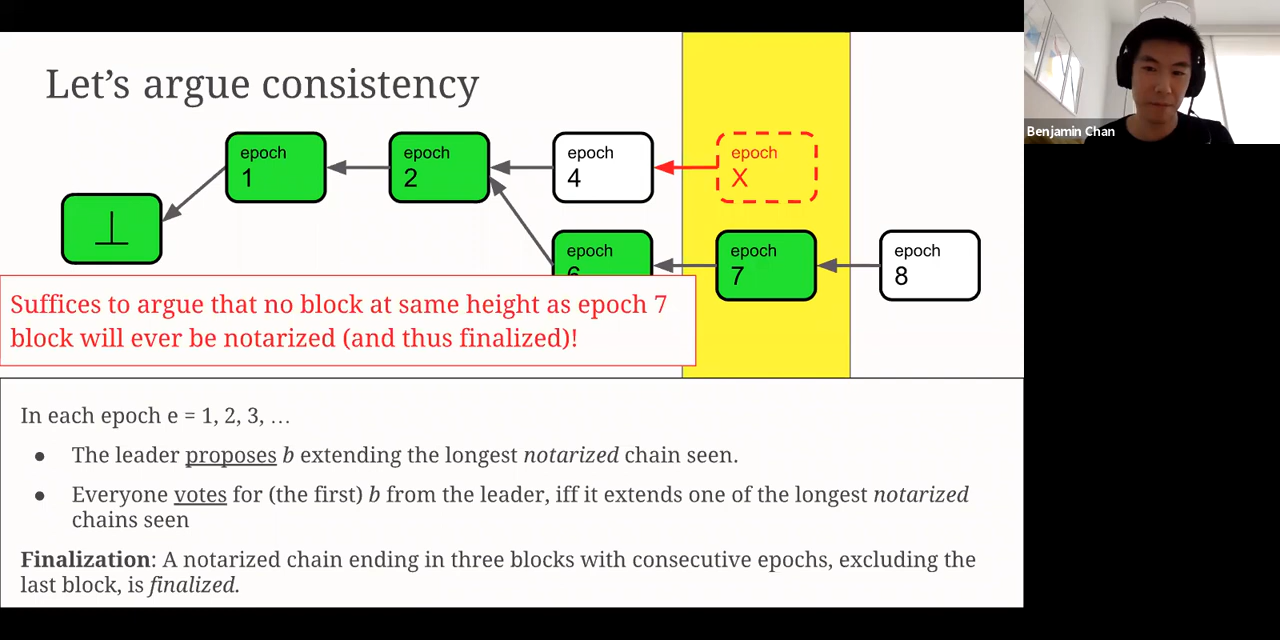 Let's argue consistency
epoch
1
epoch
2
epoch
4
epoch
X
⊥
epoch
6
epoch
7
epoch
8
Suffices to argue that no block at same height as epoch 7
block will ever be notarized (and thus finalized)!
In each epoch e = 1, 2, 3, …
● The leader proposes b extending the longest notarized chain seen.
● Everyone votes for (the first) b from the leader, iff it extends one of the longest notarized
chains seen
Finalization: A notarized chain ending in three blocks with consecutive epochs, excluding the
last block, is finalized.
Benjamin Chan